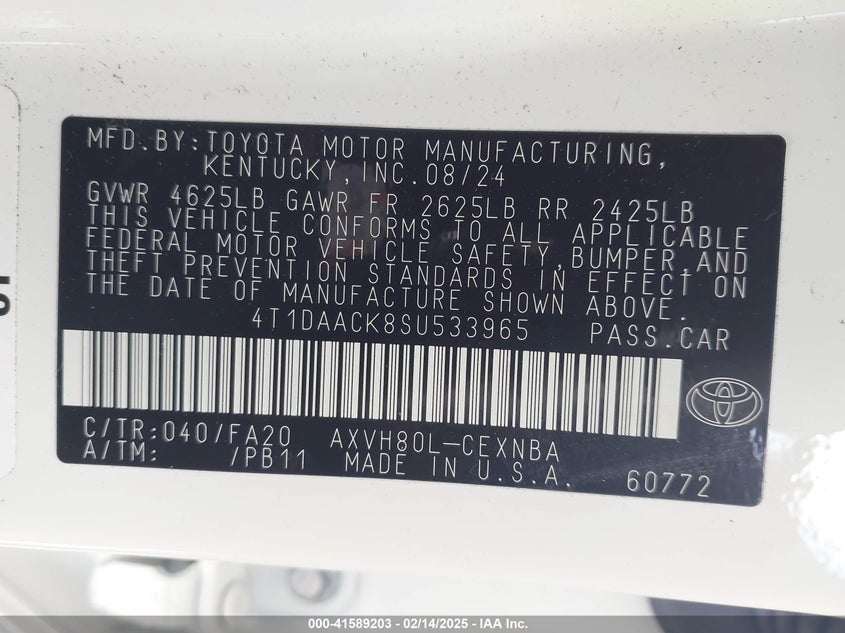 MFD.BY:TOYOTA MOTOR MANUFACTURING,
KENTUCKY,INC.08/24
GVWR 4625LB GAWR FR 2625LB RR 2425LB
THIS VEHICLE CONFORMS TO ALL APPLICABLE
FEDERAL MOTOR VEHICLE SAFETY,BUMPER,AND
THEFT PREVENTION STANDARDS IN EFFECT ON
THE DATE OF MANUFACTURE SHOWN ABOVE.
4T1DAACK8SU533965 PASS.CAR
C/TR:040/FA20 AXVH80L-CEXNBA
A/TM: /PB11 MADE IN U.S.A.
60772
000-41589203 - 02/14/2025 - IAA Inc.